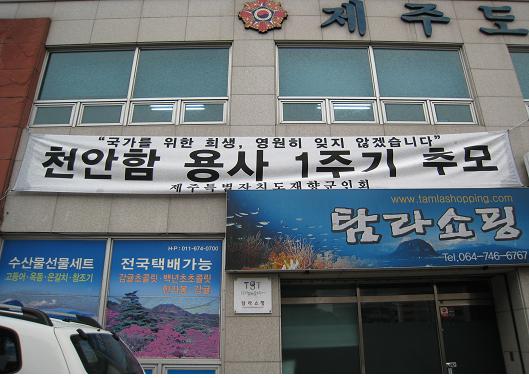 제주도
"국가를 위한 희생, 영원히 잊지 않겠습니다"
천안함 용사 1주기 추모
제주특별자치도재향군인회
www.tamlashopping.com
탐라쇼핑
Tel.064-746-6767
H·P : 011-674-0700
수산물선물세트
고등어·옥돔·은갈치·참조기
전국택배가능
감귤초콜릿·백년초초콜릿
한라봉·감귤
탐라쇼핑